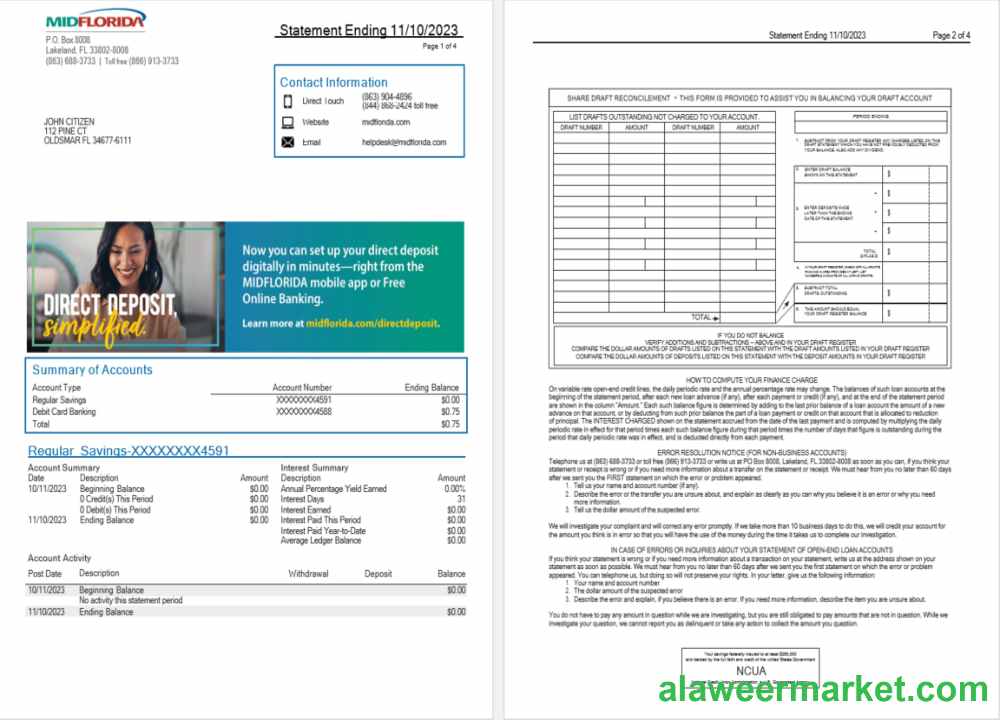 MIDFLORIDA
P.O. Box 8008
Lakeland, FL 33802-8008
(863) 688-3733 | Toll free (866) 913-3733
Statement Ending 11/10/2023
Page 1 of 4
Contact Information
Direct Touch (863) 904-4896
(844) 868-2424 toll free
Website midflorida.com
Email helpdesk@midflorida.com
JOHN CITIZEN
112 PINE CT
OLDSMAR FL 34677-6111
DIRECT DEPOSIT,
simplified.
Now you can set up your direct deposit
digitally in minutes—right from the
MIDFLORIDA mobile app or Free
Online Banking.
Learn more at midflorida.com/directdeposit.
Summary of Accounts
Account Type Account Number Ending Balance
Regular Savings XXXXXXXX4591 $0.00
Debit Card Banking XXXXXXXX4588 $0.75
Total $0.75
Regular Savings-XXXXXXXX4591
Account Summary
Date Description Amount
10/11/2023 Beginning Balance $0.00
0 Credit(s) This Period $0.00
0 Debit(s) This Period $0.00
11/10/2023 Ending Balance $0.00
Interest Summary
Description Amount
Annual Percentage Yield Earned 0.00%
Interest Days 31
Interest Earned $0.00
Interest Paid This Period $0.00
Interest Paid Year-to-Date $0.00
Average Ledger Balance $0.00
Account Activity
Post Date Description Withdrawal Deposit Balance
10/11/2023 Beginning Balance $0.00
No activity this statement period
11/10/2023 Ending Balance $0.00
Statement Ending 11/10/2023 Page 2 of 4
SHARE DRAFT RECONCILEMENT - THIS FORM IS PROVIDED TO ASSIST YOU IN BALANCING YOUR DRAFT ACCOUNT
LIST DRAFTS OUTSTANDING NOT CHARGED TO YOUR ACCOUNT.
DRAFT NUMBER AMOUNT DRAFT NUMBER AMOUNT
TOTAL
PERIOD ENDING
ENTER DRAFT BALANCE
SHOWN ON THIS STATEMENT $
ENTER DEPOSITS MADE
LATER THAN THE ENDING
DATE OF THIS STATEMENT
TOTAL
SUBTRACT TOTAL
DRAFTS OUTSTANDING $
THIS AMOUNT SHOULD EQUAL
YOUR DRAFT REGISTER BALANCE $
IF YOU DO NOT BALANCE
VERIFY ADDITIONS AND SUBTRACTIONS – ABOVE AND IN YOUR DRAFT REGISTER
COMPARE THE DOLLAR AMOUNTS OF DRAFTS LISTED ON THIS STATEMENT WITH THE DRAFT AMOUNTS LISTED IN YOUR DRAFT REGISTER
COMPARE THE DOLLAR AMOUNTS OF DEPOSITS LISTED ON THIS STATEMENT WITH THE DEPOSIT AMOUNTS IN YOUR DRAFT REGISTER
HOW TO COMPUTE YOUR FINANCE CHARGE
On variable rate open-end credit lines, the daily periodic rate and the annual percentage rate may change. The balances of such loan accounts at the
beginning of the statement period, after each new loan advance (if any), after each payment or credit (if any), and at the end of the statement period
are shown in the column "Amount." Each such balance figure is determined by adding to the last prior balance of a loan account the amount of a new
advance on that account, or by deducting from such prior balance the part of a loan payment or credit on that account that is allocated to reduction
of principal. The INTEREST CHARGED shown on the statement accrued from the date of the last payment and is computed by multiplying the daily
periodic rate in effect for that period times each such balance figure during that period times the number of days that figure is outstanding during the
period that daily periodic rate was in effect, and is deducted directly from each payment.
ERROR RESOLUTION NOTICE (FOR NON-BUSINESS ACCOUNTS)
Telephone us at (863) 688-3733 or toll free (866) 913-3733 or write us at PO Box 8008, Lakeland, FL 33802-8008 as soon as you can, if you think your
statement or receipt is wrong or if you need more information about a transfer on the statement or receipt. We must hear from you no later than 60 days
after we sent you the FIRST statement on which the error or problem appeared.
1. Tell us your name and account number (if any).
2. Describe the error or the transfer you are unsure about, and explain as clearly as you can why you believe it is an error or why you need
more information.
3. Tell us the dollar amount of the suspected error.
We will investigate your complaint and will correct any error promptly. If we take more than 10 business days to do this, we will credit your account for
the amount you think is in error so that you will have the use of the money during the time it takes us to complete our investigation.
IN CASE OF ERRORS OR INQUIRIES ABOUT YOUR STATEMENT OF OPEN-END LOAN ACCOUNTS
If you think your statement is wrong or if you need more information about a transaction on your statement, write us at the address shown on your
statement as soon as possible. We must hear from you no later than 60 days after we sent you the first statement on which the error or problem
appeared. You can telephone us, but doing so will not preserve your rights. In your letter, give us the following information:
1. Your name and account number
2. The dollar amount of the suspected error
3. Describe the error and explain, if you believe there is an error. If you need more information, describe the item you are unsure about.
You do not have to pay any amount in question while we are investigating, but you are still obligated to pay amounts that are not in question. While we
investigate your question, we cannot report you as delinquent or take any action to collect the amount you question.
Your savings federally insured to at least $250,000
and backed by the full faith and credit of the United States Government
NCUA
alaweermarket.com